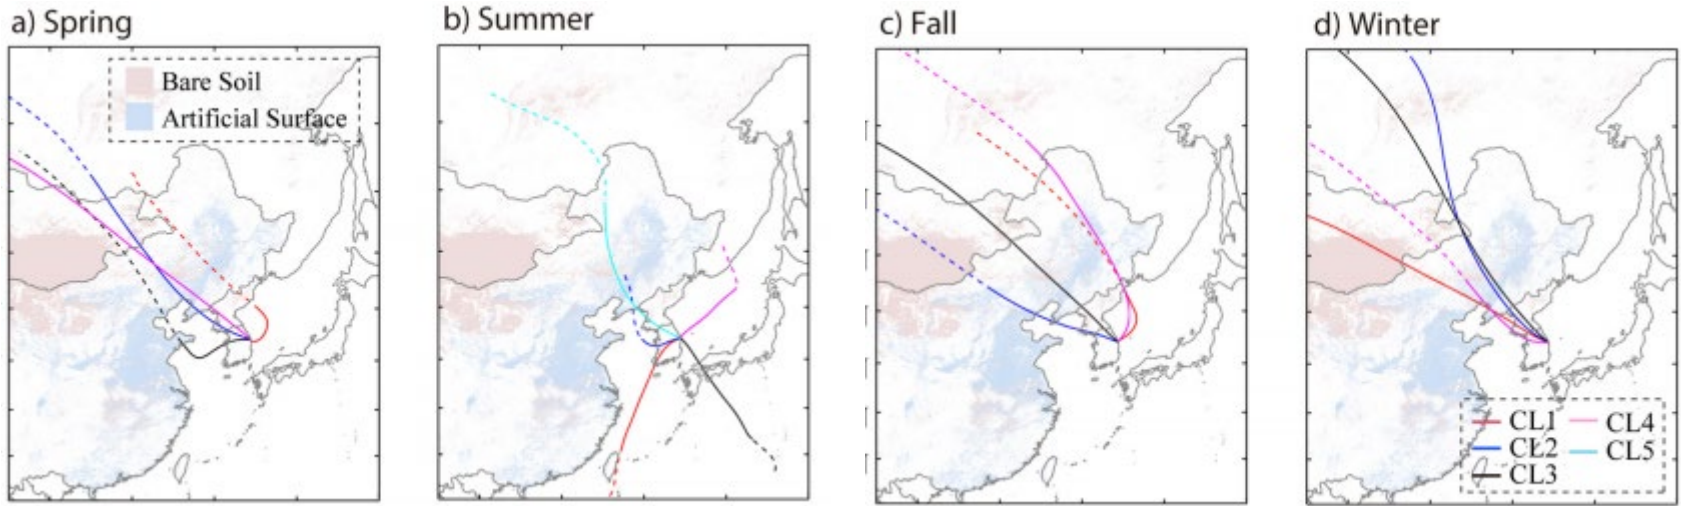 a) Spring
b) Summer
c) Fall
d) Winter
Bare Soil
Artificial Surface
CL1
CL4
CL2
CL5
CL3